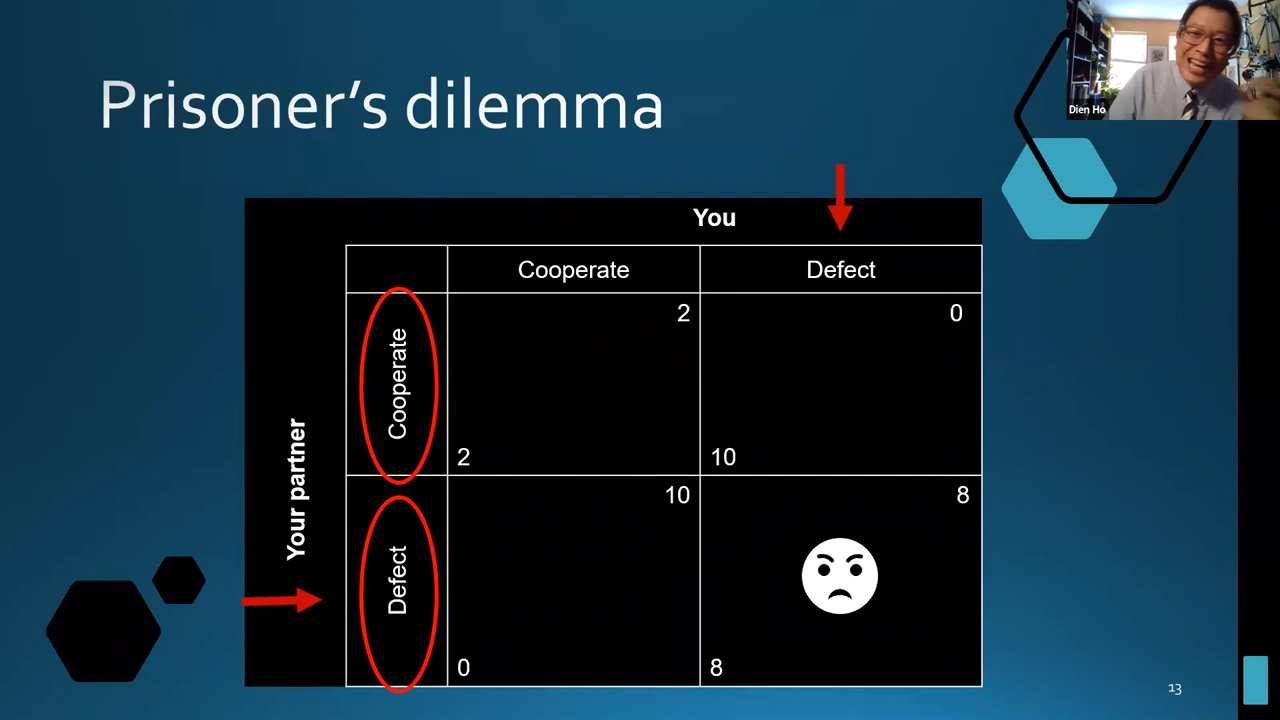 Prisoner's dilemma
Dien Ho
You
Cooperate Defect
Your partner
Cooperate
2 0
2 10
Defect
10 8
0 8
13